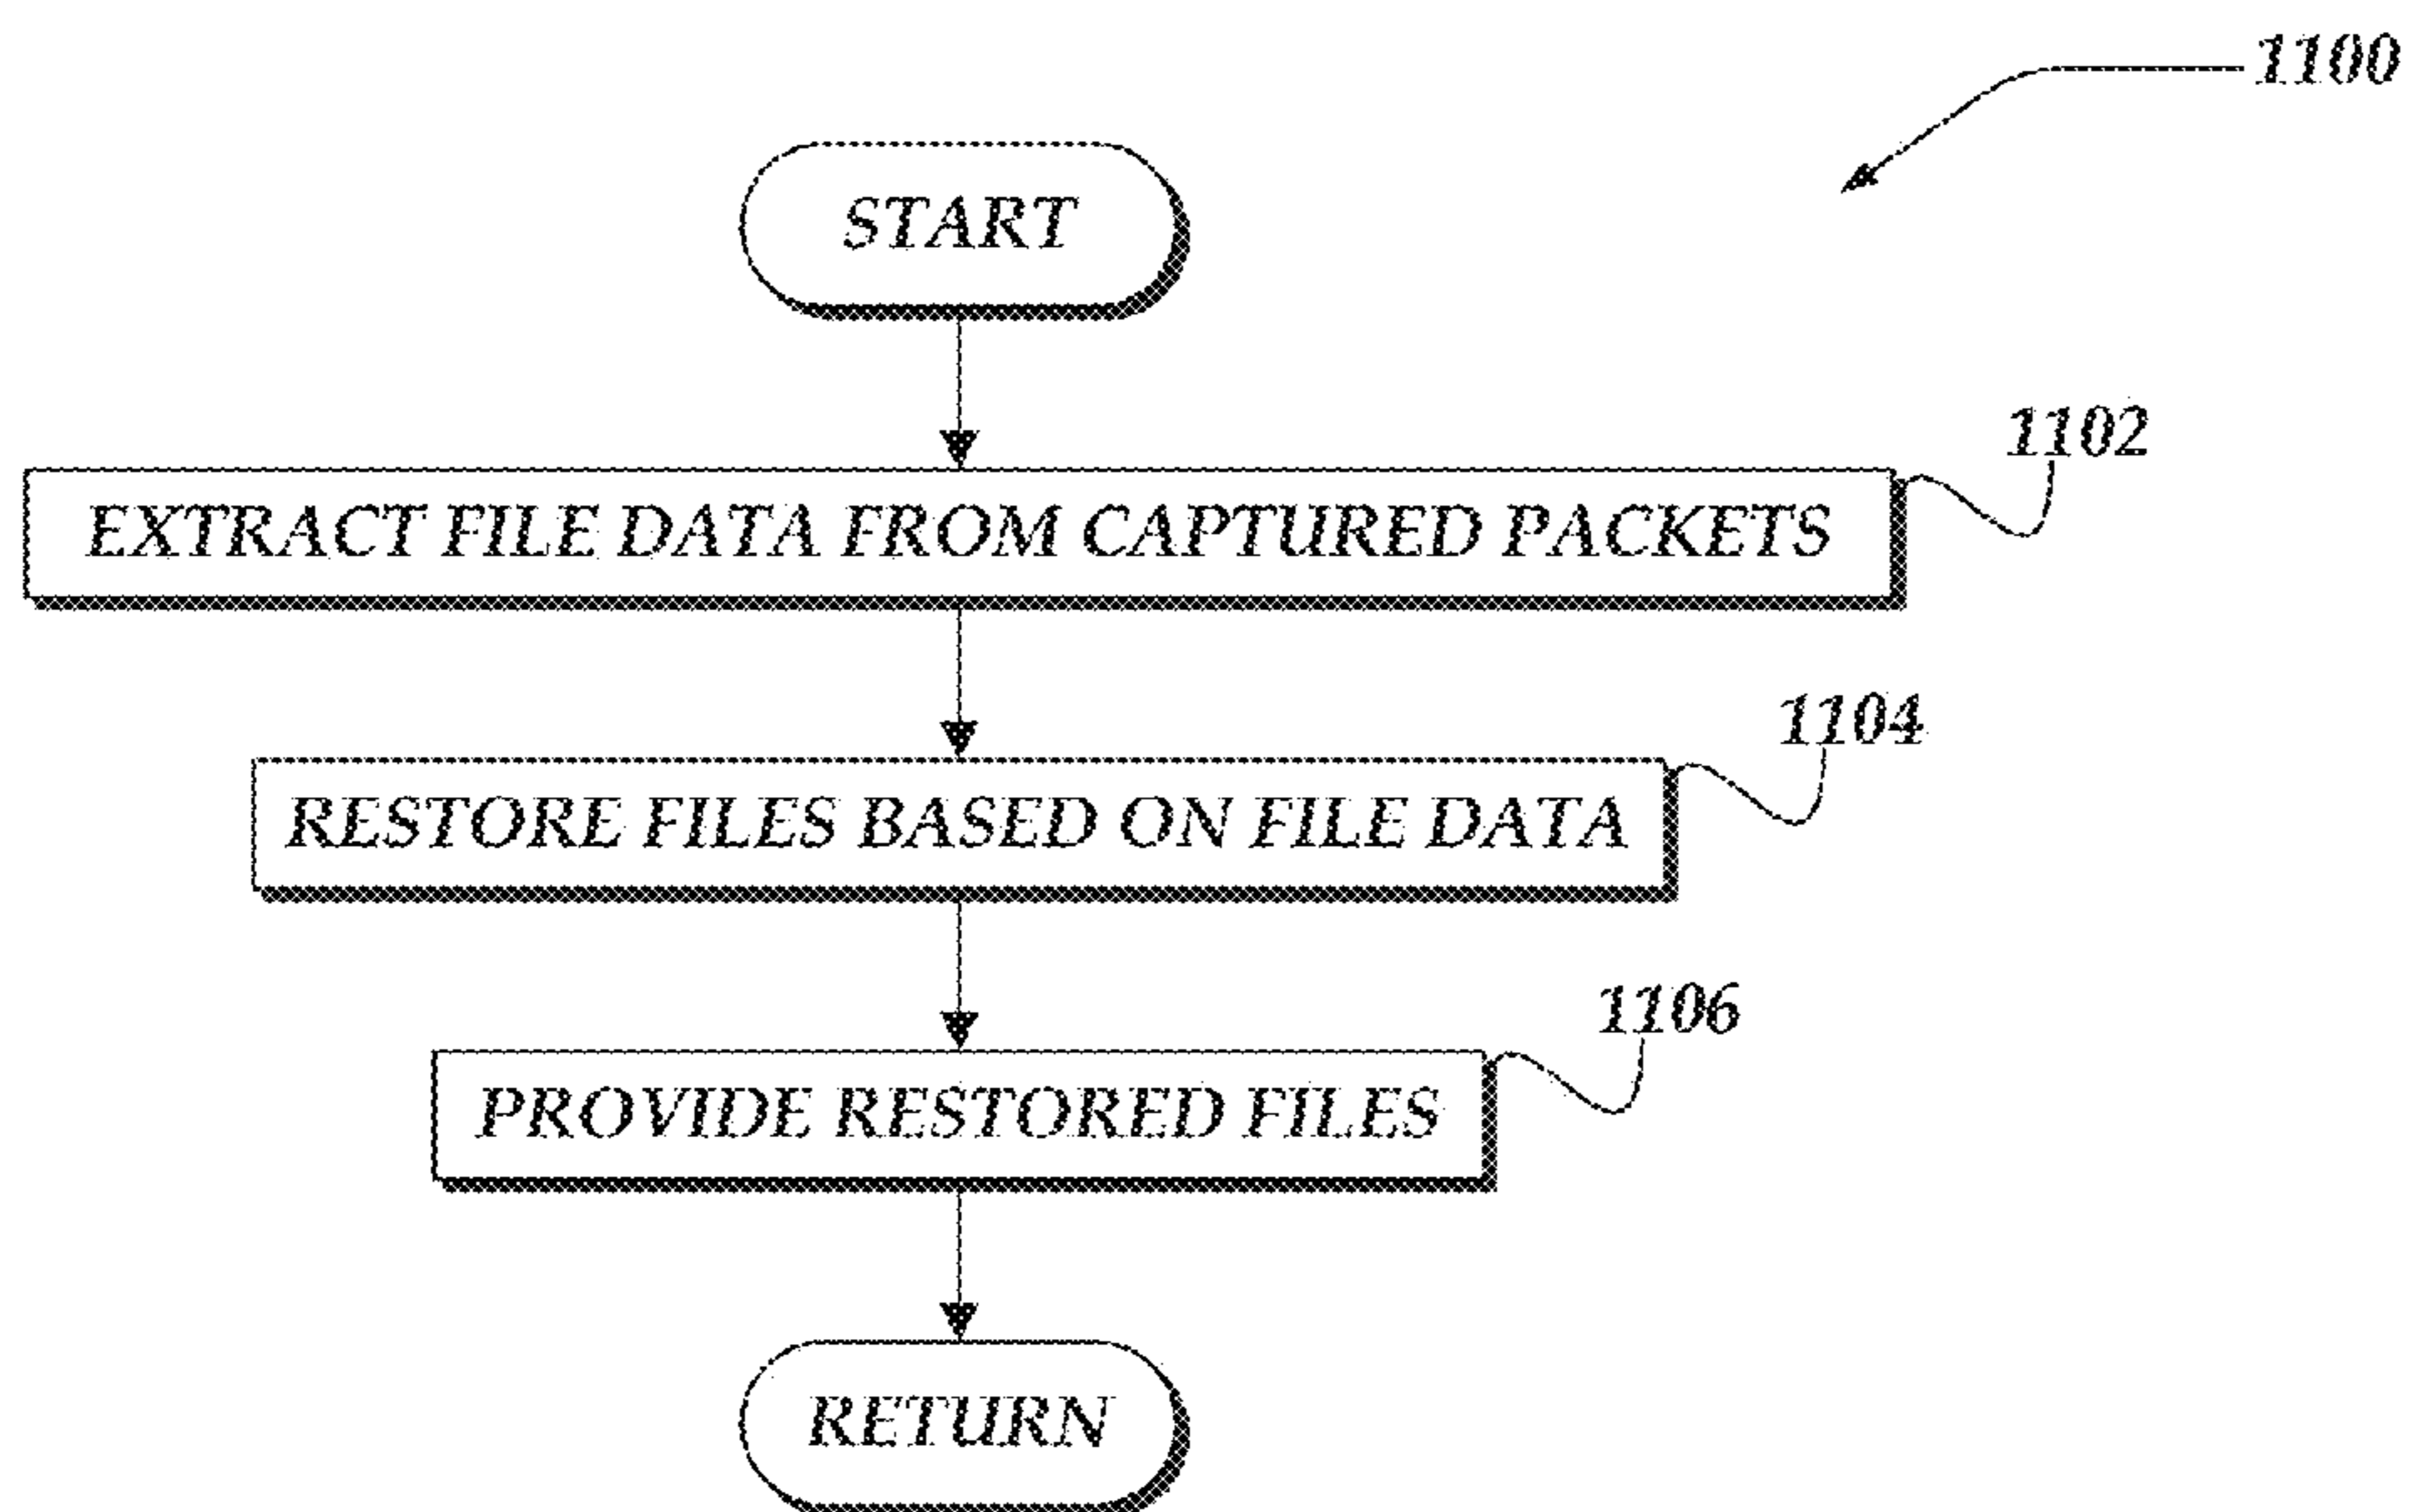 1100
START
1102
EXTRACT FILE DATA FROM CAPTURED PACKETS
1104
RESTORE FILES BASED ON FILE DATA
1106
PROVIDE RESTORED FILES
RETURN